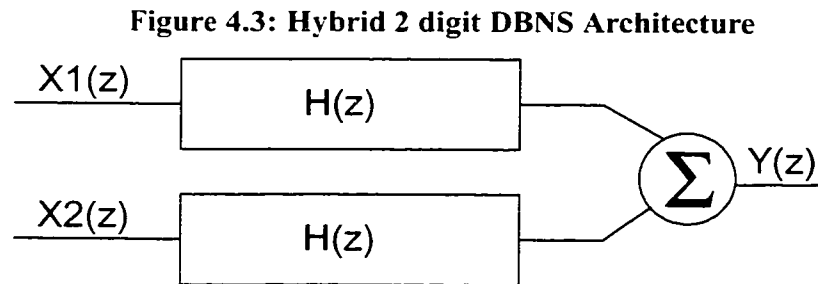 Figure 4.3: Hybrid 2 digit DBNS Architecture
X1(z)
H(z)
Σ
Y(z)
X2(z)
H(z)